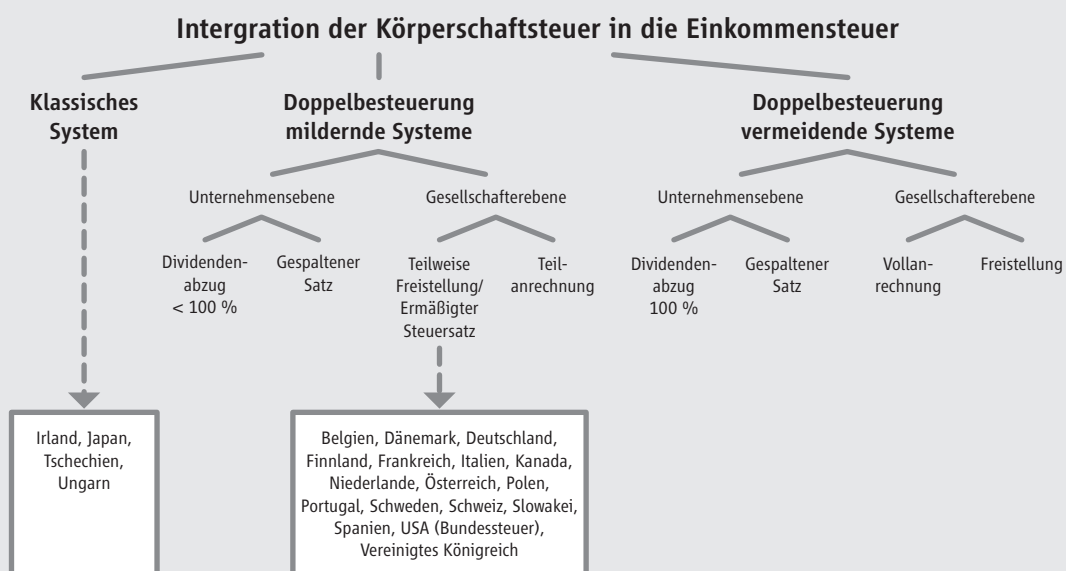 Intergration der Körperschaftsteuer in die Einkommensteuer
Klassisches
System
Doppelbesteuerung
mildernde Systeme
Doppelbesteuerung
vermeidende Systeme
Unternehmensebene
Gesellschafterebene
Unternehmensebene
Gesellschafterebene
Dividenden-
abzug
< 100 %
Gespaltener
Satz
Teilweise
Freistellung/
Ermäßigter
Steuersatz
Teil-
anrechnung
Dividenden-
abzug
100 %
Gespaltener
Satz
Vollan-
rechnung
Freistellung
Irland, Japan,
Tschechien,
Ungarn
Belgien, Dänemark, Deutschland,
Finnland, Frankreich, Italien, Kanada,
Niederlande, Österreich, Polen,
Portugal, Schweden, Schweiz, Slowakei,
Spanien, USA (Bundessteuer),
Vereinigtes Königreich